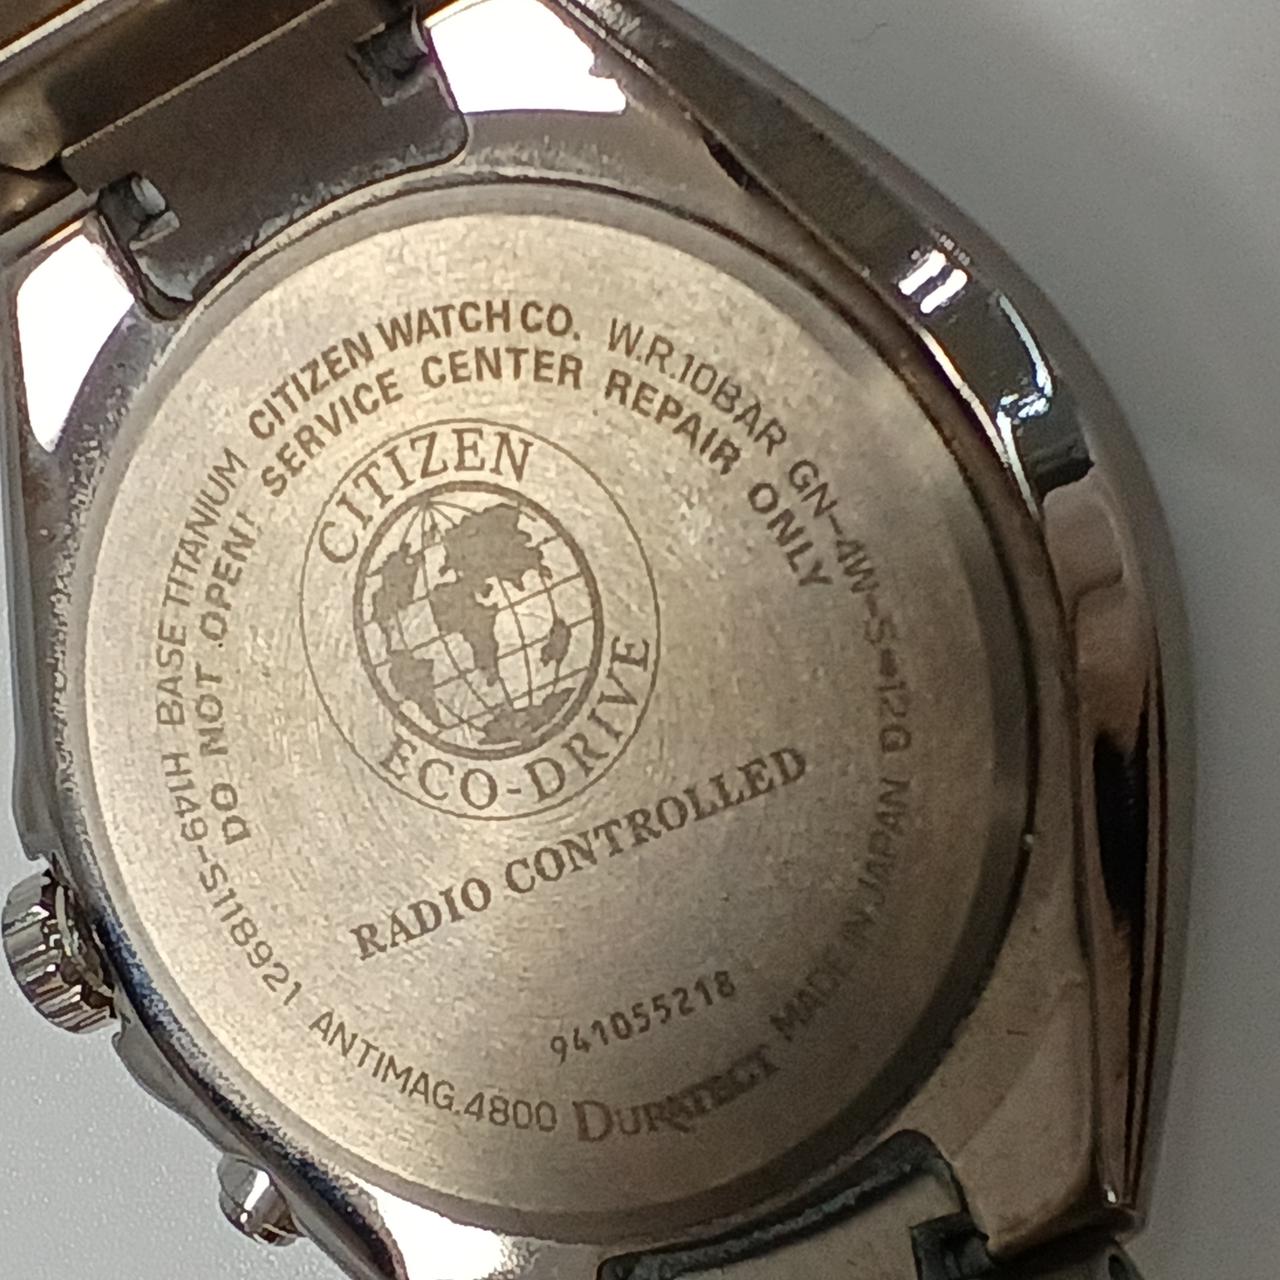 CITIZEN WATCH CO. W.R.10BAR GN-4W-S-12G N MADE IN JAPAN DURATECT ANTIMAG.4800 H149-S118921 BASE TITANIUM
DO NOT OPEN! SERVICE CENTER REPAIR ONLY
CITIZEN
ECO-DRIVE
RADIO CONTROLLED
941055218